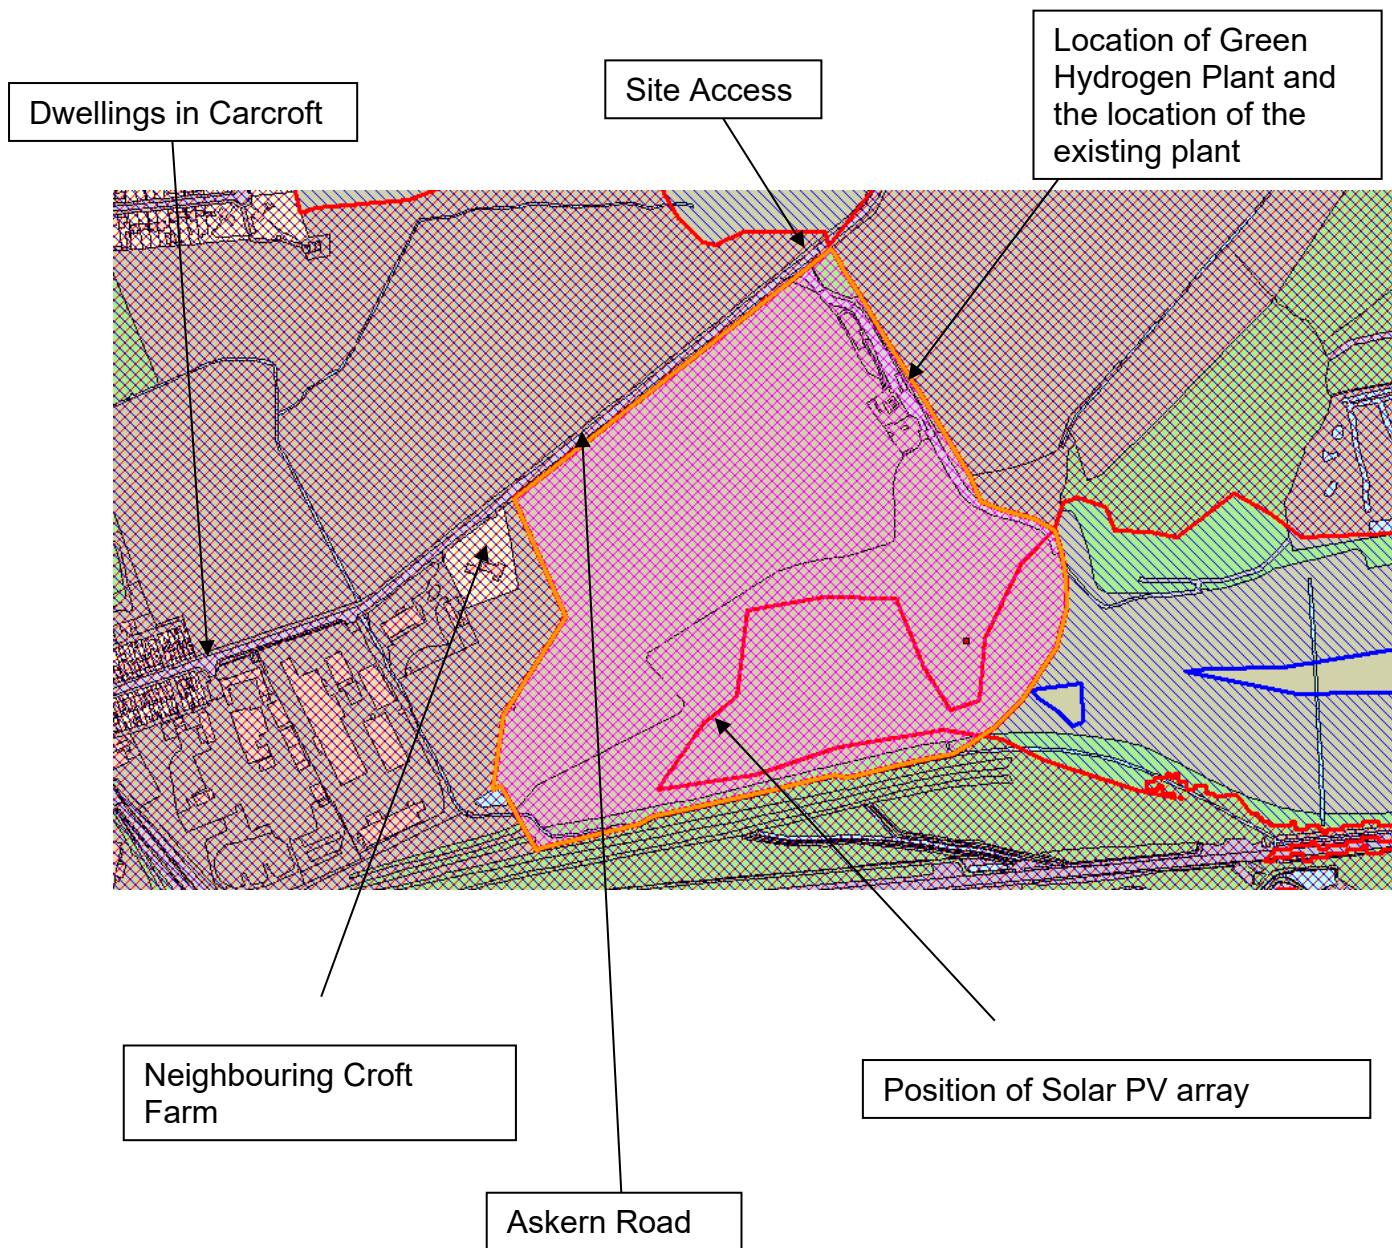 Location of Green
Hydrogen Plant and
the location of the
existing plant
Site Access
Dwellings in Carcroft
Neighbouring Croft
Farm
Position of Solar PV array
Askern Road